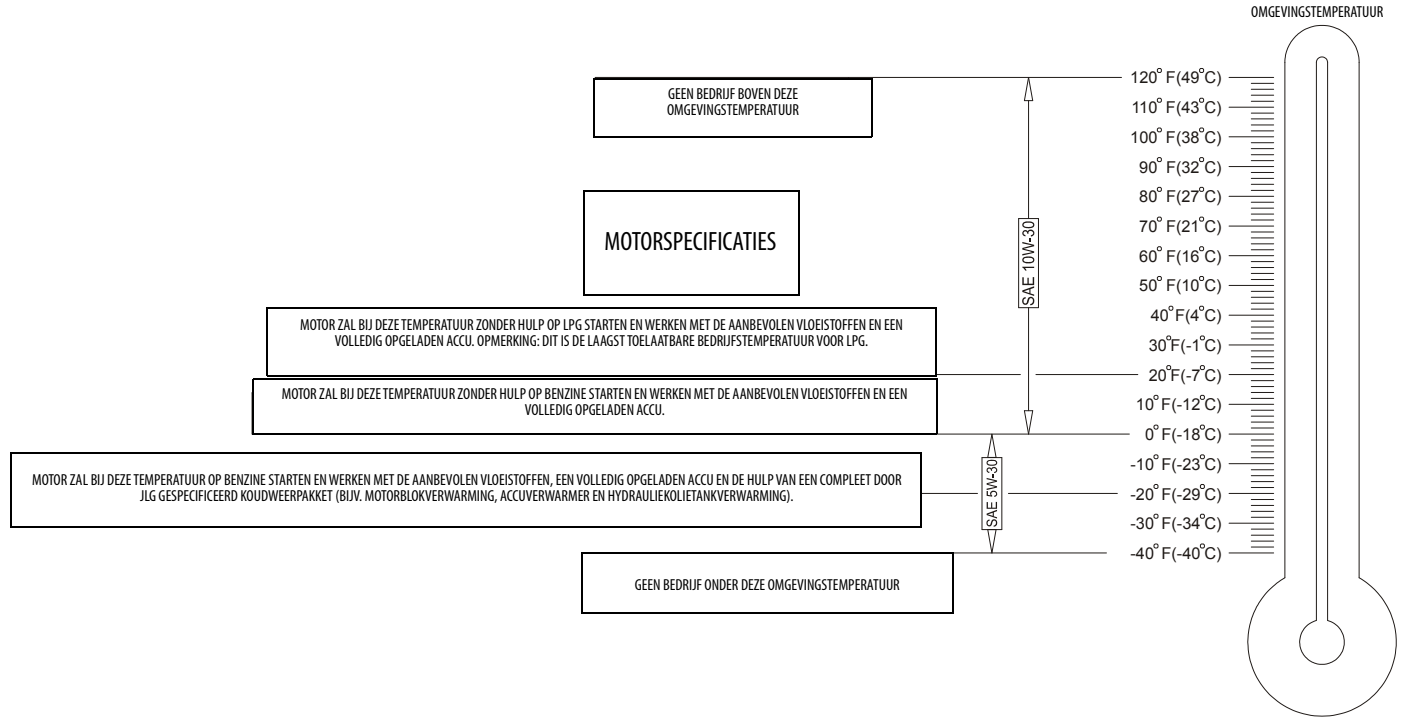 OMGEVINGSTEMPERATUUR
120° F(49°C)
GEEN BEDRIJF BOVEN DEZE
OMGEVINGSTEMPERATUUR
110° F(43°C)
100° F(38°C)
90° F(32°C)
80° F(27°C)
MOTORSPECIFICATIES
70° F(21°C)
60° F(16°C)
SAE 10W-30
50° F(10°C)
40°F(4°C)
MOTOR ZAL BIJ DEZE TEMPERATUUR ZONDER HULP OP LPG STARTEN EN WERKEN MET DE AANBEVOLEN VLOEISTOFFEN EN EEN
VOLLEDIG OPGELADEN ACCU. OPMERKING: DIT IS DE LAAGST TOELAATBARE BEDRIJFSTEMPERATUUR VOOR LPG.
30°F(-1°C)
20°F(-7°C)
MOTOR ZAL BIJ DEZE TEMPERATUUR ZONDER HULP OP BENZINE STARTEN EN WERKEN MET DE AANBEVOLEN VLOEISTOFFEN EN EEN
VOLLEDIG OPGELADEN ACCU.
10°F(-12°C)
0°F(-18°C)
-10°F(-23°C)
MOTOR ZAL BIJ DEZE TEMPERATUUR OP BENZINE STARTEN EN WERKEN MET DE AANBEVOLEN VLOEISTOFFEN, EEN VOLLEDIG OPGELADEN ACCU EN DE HULP VAN EEN COMPLEET DOOR
JLG GESPECIFICEERD KOUDWEERPAKKET (BIJV. MOTORBLOKVERWARMING, ACCUVERWARMER EN HYDRAULIEKOLIETANKVERWARMING).
SAE 5W-30
-20°F(-29°C)
-30°F(-34°C)
-40°F(-40°C)
GEEN BEDRIJF ONDER DEZE OMGEVINGSTEMPERATUUR